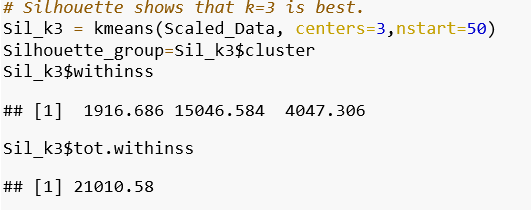 # Silhouette shows that k=3 is best.
Sil_k3 = kmeans(Scaled_Data, centers=3,nstart=50)
Silhouette_group=Sil_k3$cluster
Sil_k3$withinss
## [1]  1916.686 15046.584  4047.306
Sil_k3$tot.withinss
## [1] 21010.58